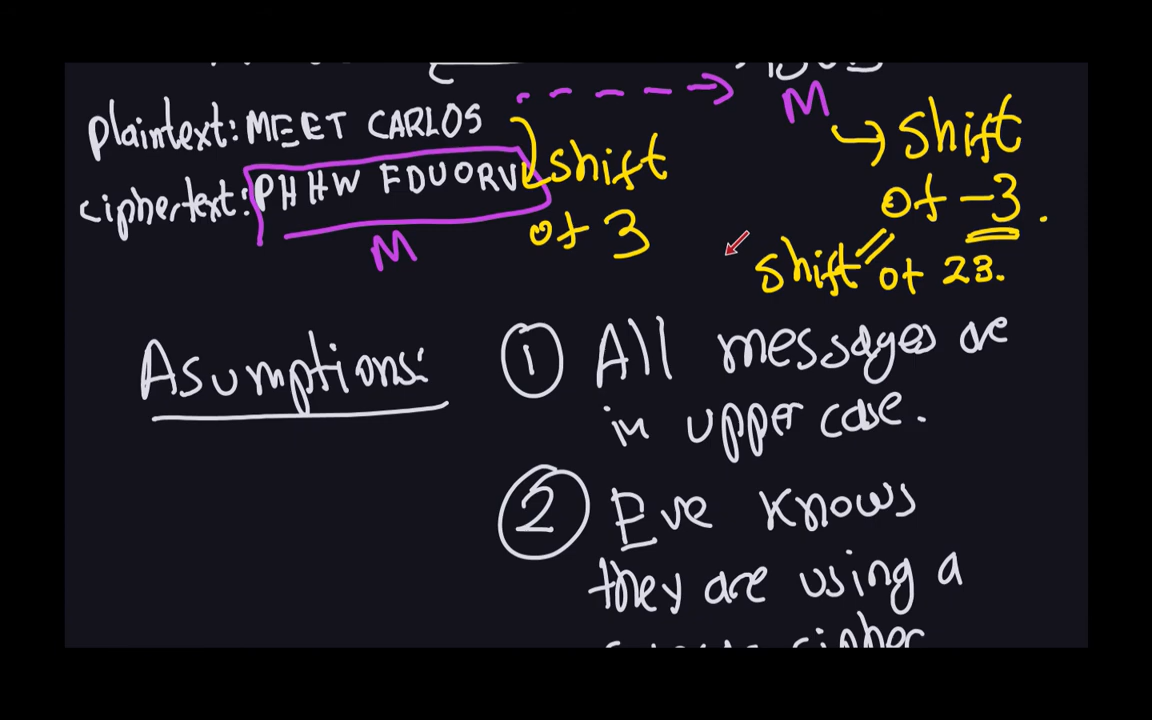 M
plaintext: MEET CARLOS
ciphertext: PHHW FDUORV
M
shift
of 3
shift
of -3.
shift of 23.
Asumptions:
1 All messages are
in upper case.
2 Eve knows
they are using a
cipher